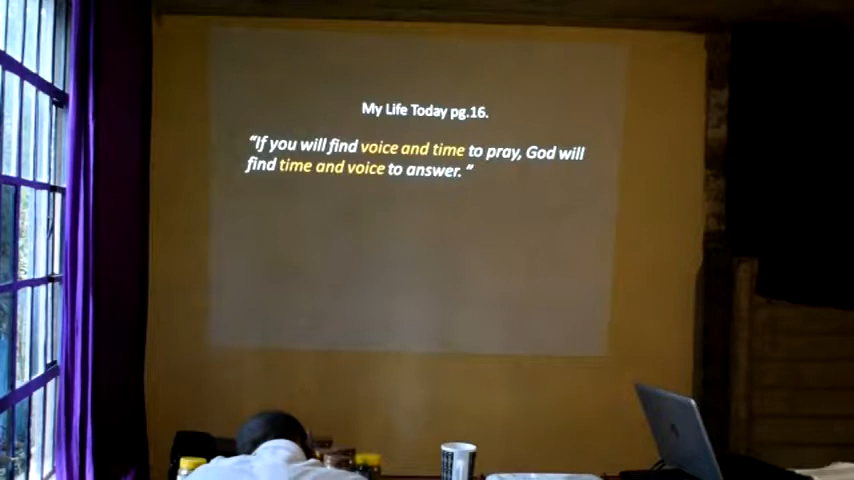 My Life Today pg.16.
“If you will find voice and time to pray, God will
find time and voice to answer. ”